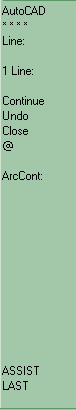 AutoCAD
* * * *
Line:
1 Line:
Continue
Undo
Close
@
ArcCont:
ASSIST
LAST